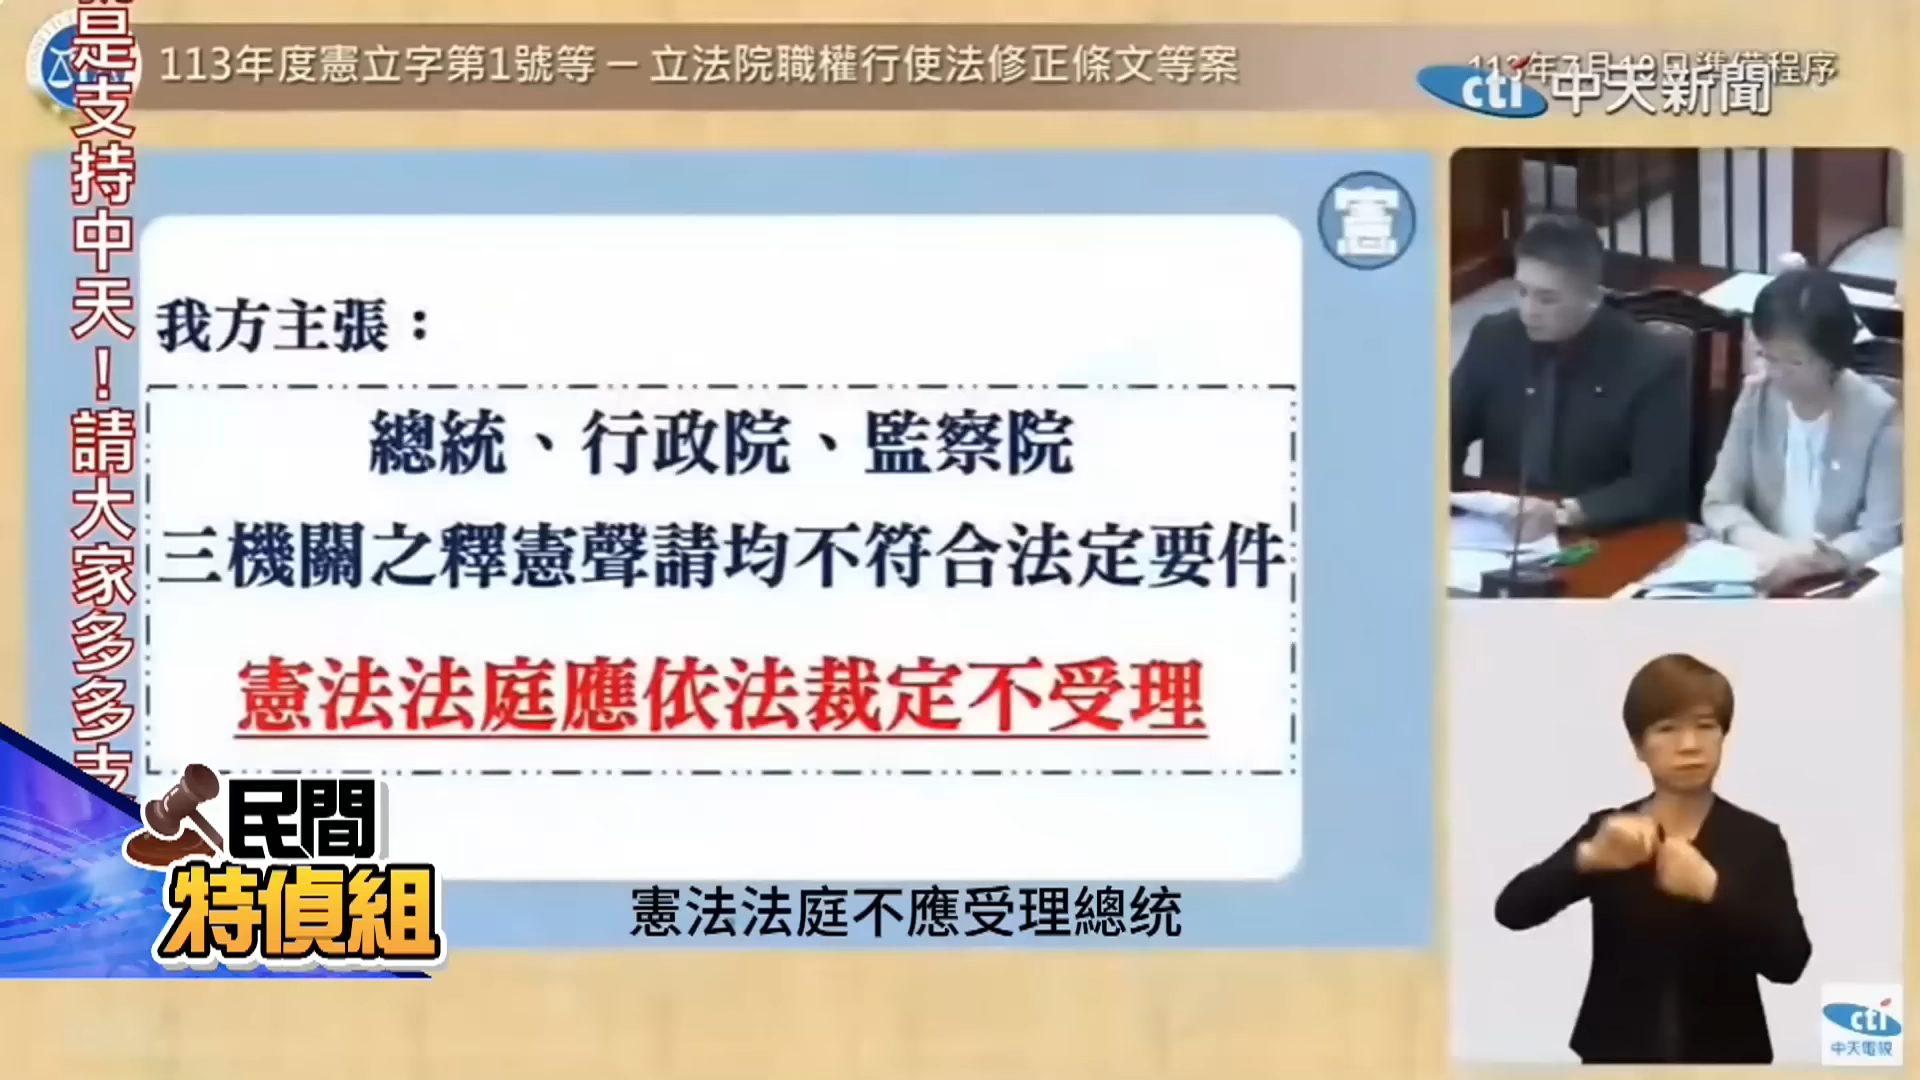 113年度憲立字第1號等 － 立法院職權行使法修正條文等案
cti 中天新聞
是支持中天！請大家多多支
憲
我方主張：
總統、行政院、監察院
三機關之釋憲聲請均不符合法定要件
憲法法庭應依法裁定不受理
民間
特偵組
憲法法庭不應受理總统
cti
中天電視